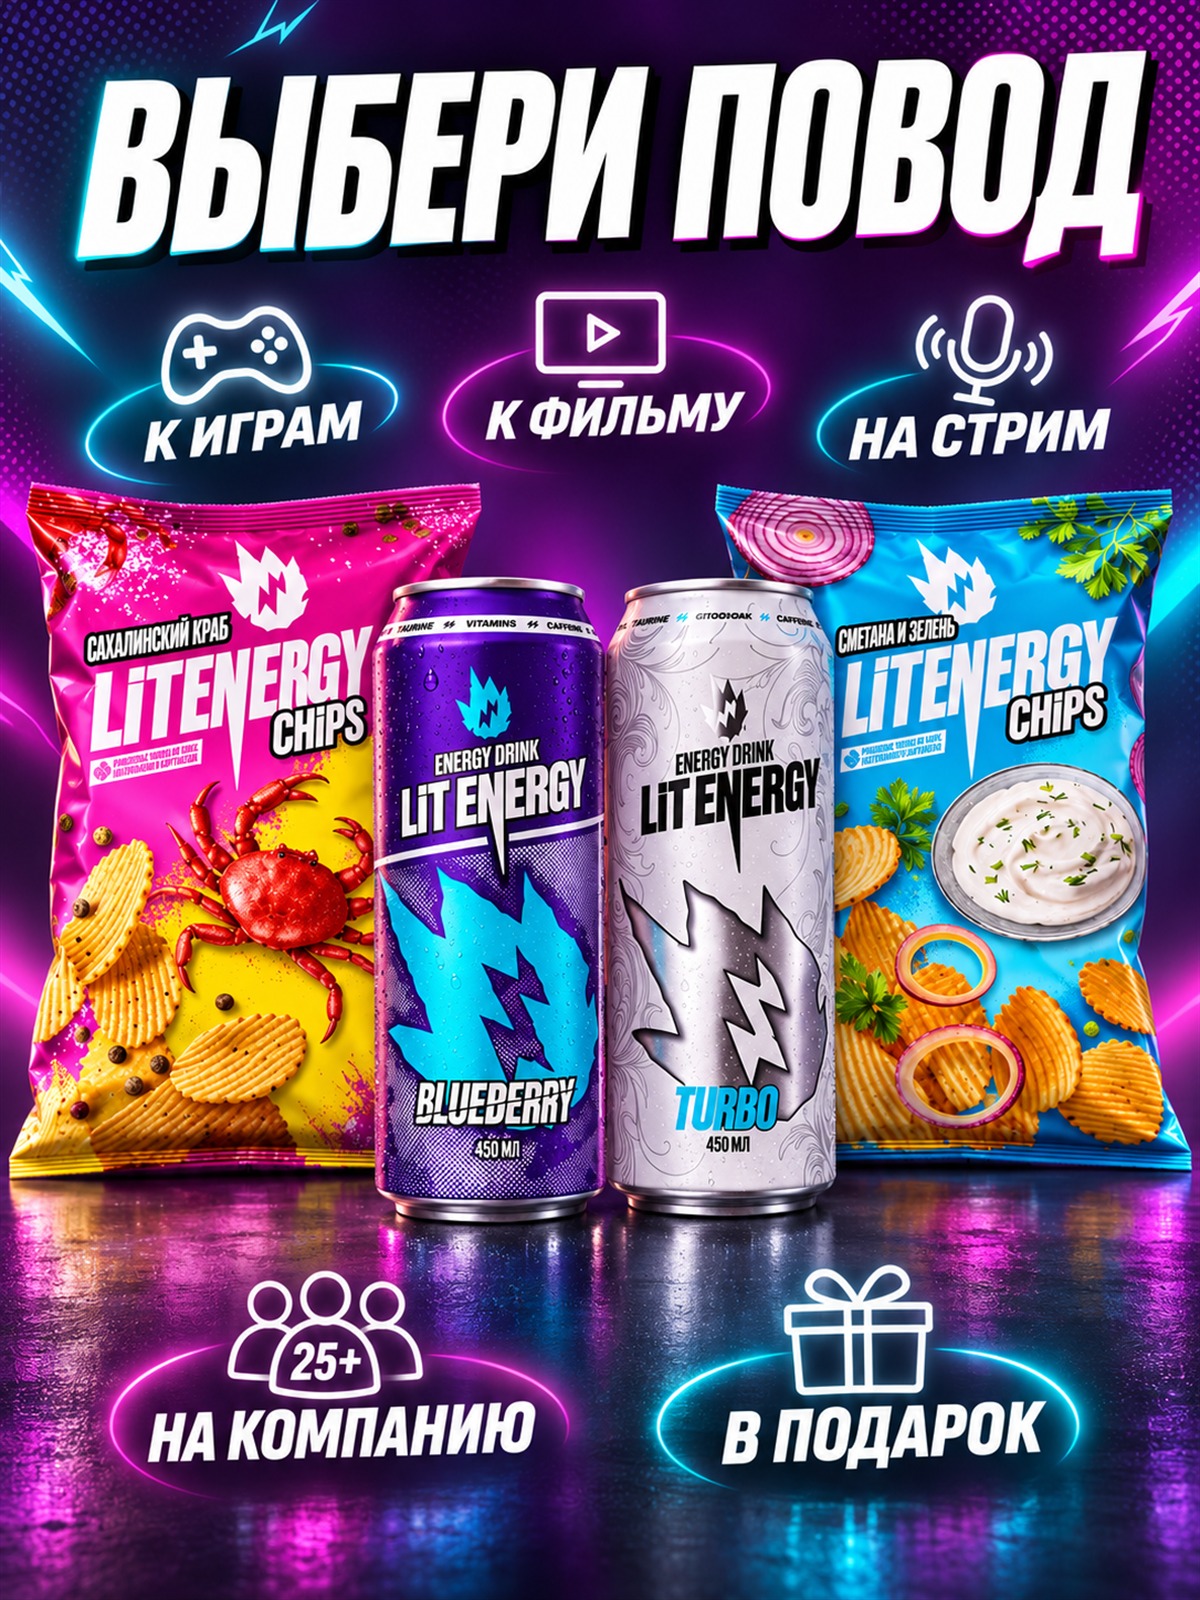 ВЫБЕРИ ПОВОД
К ИГРАМ
К ФИЛЬМУ
НА СТРИМ
САХАЛИНСКИЙ КРАБ
LiTENERGY
CHiPS
TAURINE
VITAMINS
CAFFEINE
ENERGY DRINK
LiT ENERGY
BLUEBERRY
450 МЛ
TAURINE
CAFFEINE
ENERGY DRINK
LiT ENERGY
TURBO
450 МЛ
СМЕТАНА И ЗЕЛЕНЬ
LiTENERGY
CHiPS
25+
НА КОМПАНИЮ
В ПОДАРОК